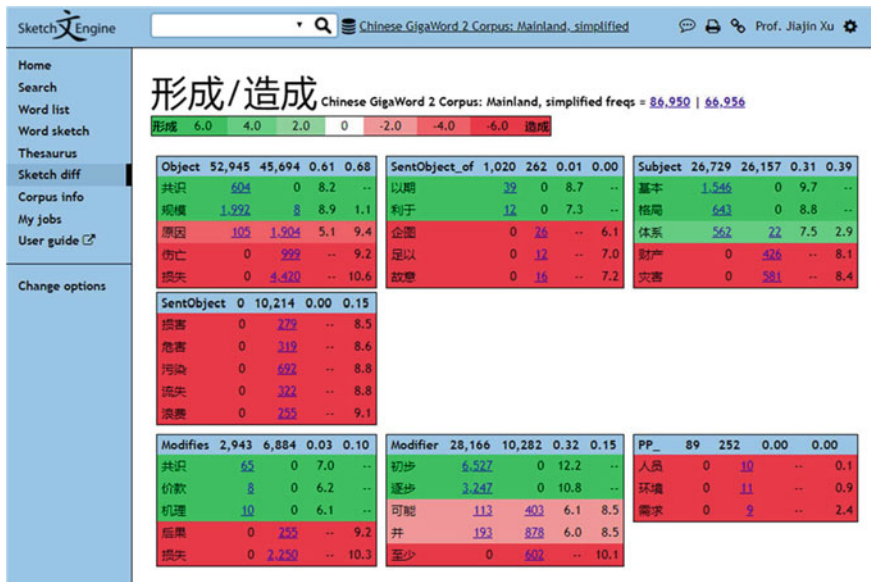 Sketch文Engine
Chinese GigaWord 2 Corpus: Mainland, simplified
Prof. Jiajin Xu
Home
Search
Word list
Word sketch
Thesaurus
Sketch diff
Corpus info
My jobs
User guide
Change options
形成/造成 Chinese GigaWord 2 Corpus: Mainland, simplified freqs = 86,950 | 66,956
形成 6.0 4.0 2.0 0 -2.0 -4.0 -6.0 造成
Object 52,945 45,694 0.61 0.68
共识 604 0 8.2 --
规模 1,992 8 8.9 1.1
原因 105 1,904 5.1 9.4
伤亡 0 999 -- 9.2
损失 0 4,420 -- 10.6
SentObject_of 1,020 262 0.01 0.00
以期 39 0 8.7 --
利于 12 0 7.3 --
企图 0 26 -- 6.1
足以 0 12 -- 7.0
故意 0 16 -- 7.2
Subject 26,729 26,157 0.31 0.39
基本 1,546 0 9.7 --
格局 643 0 8.8 --
体系 562 22 7.5 2.9
财产 0 426 -- 8.1
灾害 0 581 -- 8.4
SentObject 0 10,214 0.00 0.15
损害 0 279 -- 8.5
危害 0 319 -- 8.6
污染 0 692 -- 8.8
流失 0 322 -- 8.8
浪费 0 255 -- 9.1
Modifies 2,943 6,884 0.03 0.10
共识 65 0 7.0 --
价款 8 0 6.2 --
机理 10 0 6.1 --
后果 0 255 -- 9.2
损失 0 2,250 -- 10.3
Modifier 28,166 10,282 0.32 0.15
初步 6,527 0 12.2 --
逐步 3,247 0 10.8 --
可能 113 403 6.1 8.5
并 193 878 6.0 8.5
至少 0 602 -- 10.1
PP_ 89 252 0.00 0.00
人员 0 10 -- 0.1
环境 0 11 -- 0.9
需求 0 9 -- 2.4